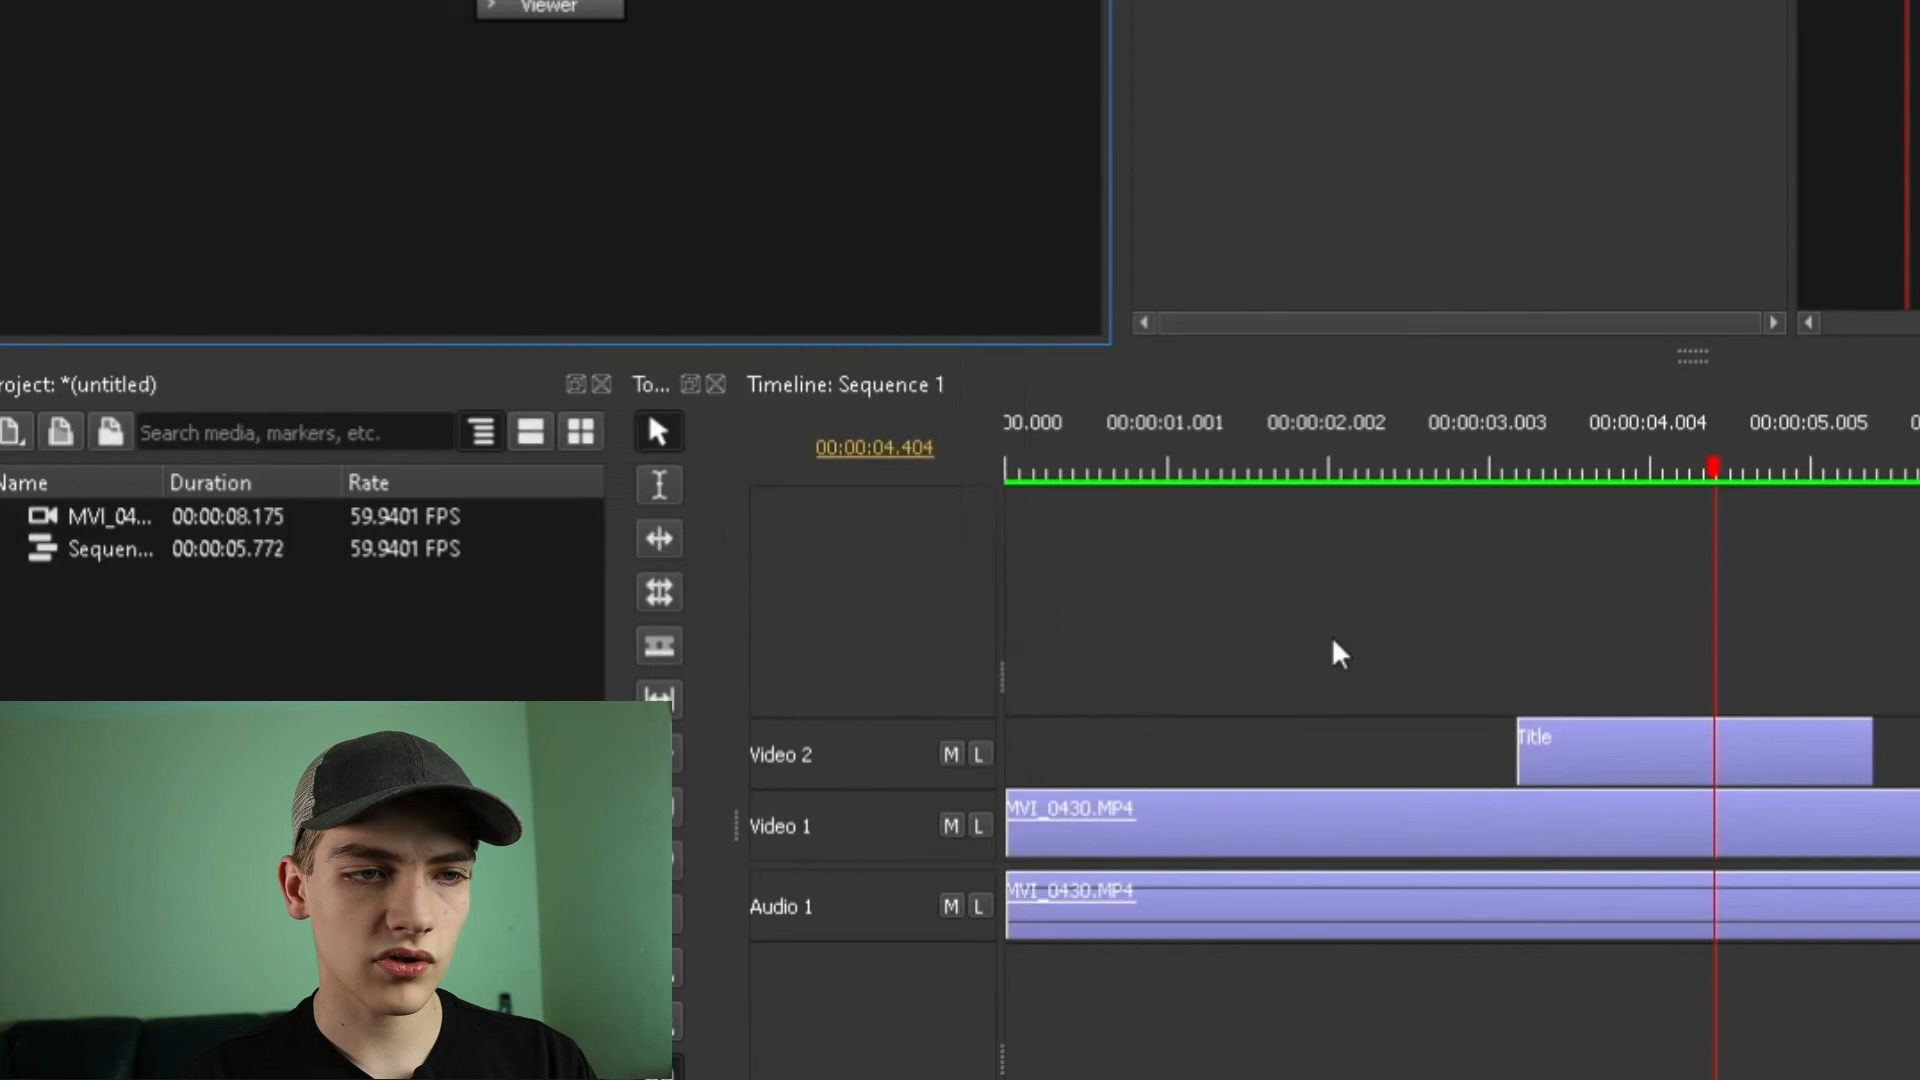 Viewer
roject: *(untitled)
To...
Timeline: Sequence 1
Search media, markers, etc.
00:00:04.404
00.000 00:00:01.001 00:00:02.002 00:00:03.003 00:00:04.004 00:00:05.005 0
Name Duration Rate
MVI_04... 00:00:08.175 59.9401 FPS
Sequen... 00:00:05.772 59.9401 FPS
Video 2 M L
Title
Video 1 M L
MVI_0430.MP4
Audio 1 M L
MVI_0430.MP4